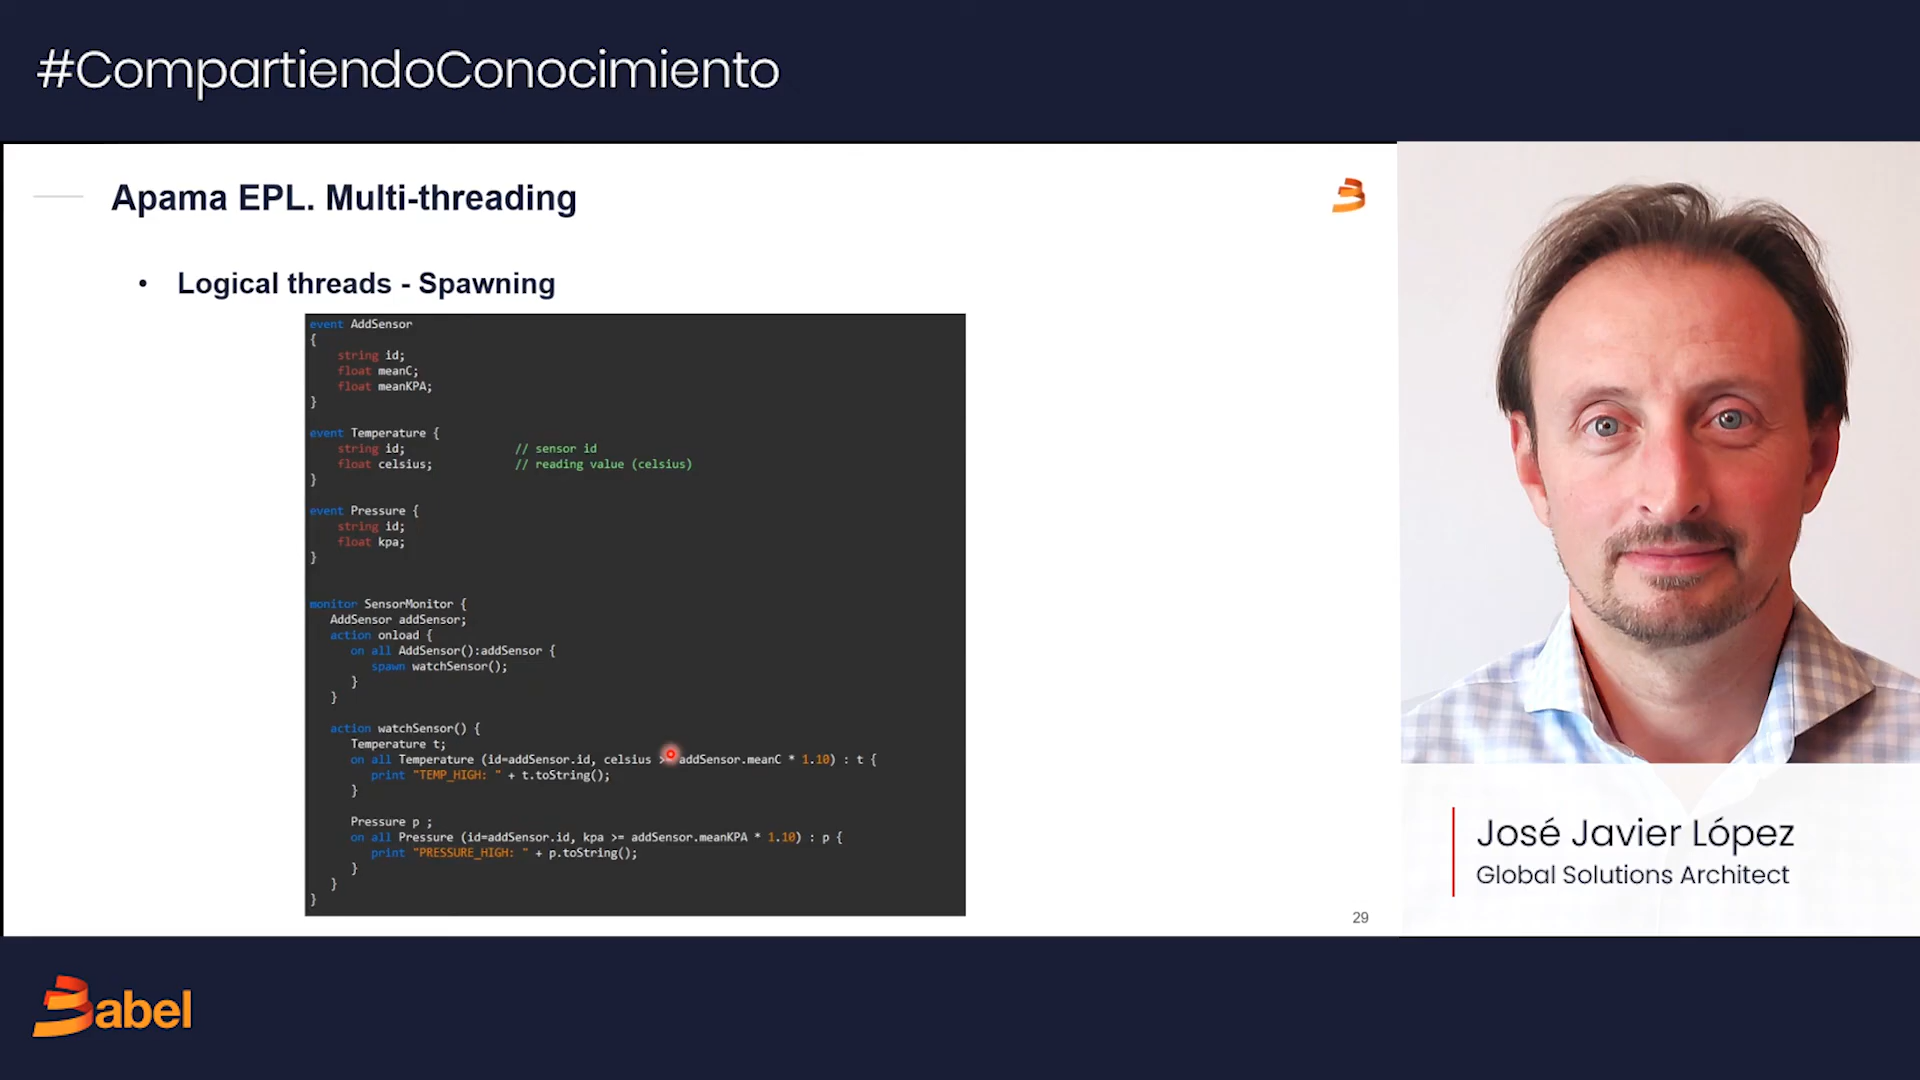 #CompartiendoConocimiento
Apama EPL. Multi-threading
• Logical threads - Spawning
event AddSensor
{
string id;
float meanC;
float meanKPA;
}
event Temperature {
string id; // sensor id
float celsius; // reading value (celsius)
}
event Pressure {
string id;
float kpa;
}
monitor SensorMonitor {
AddSensor addSensor;
action onload {
on all AddSensor():addSensor {
spawn watchSensor();
}
}
action watchSensor() {
Temperature t;
on all Temperature (id=addSensor.id, celsius > addSensor.meanC * 1.10) : t {
print "TEMP_HIGH: " + t.toString();
}
Pressure p ;
on all Pressure (id=addSensor.id, kpa >= addSensor.meanKPA * 1.10) : p {
print "PRESSURE_HIGH: " + p.toString();
}
}
}
29
José Javier López
Global Solutions Architect
Babel